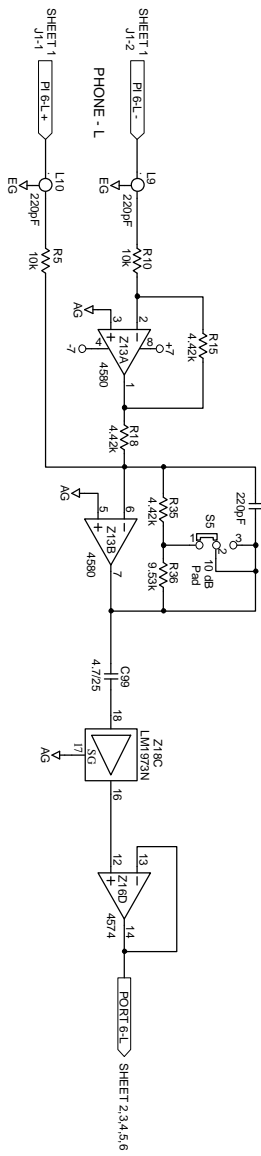 SHEET 1
J1-2
PI 6-L -
L9
220pF
EG
R10
10k
R15
4.42k
PHONE - L
SHEET 1
J1-1
PI 6-L +
L10
220pF
EG
R5
10k
AG
3
2
+
−
Z13A
4
8
-7
+7
1
4580
R18
4.42k
220pF
S5
1
2
3
10 dB
Pad
R35
4.42k
R36
9.53k
AG
5
6
+
−
Z13B
7
4580
C99
4.7/25
Z18C
LM1973N
18
17
SG
16
AG
13
12
−
+
Z16D
14
4574
PORT 6-L
SHEET 2,3,4,5,6